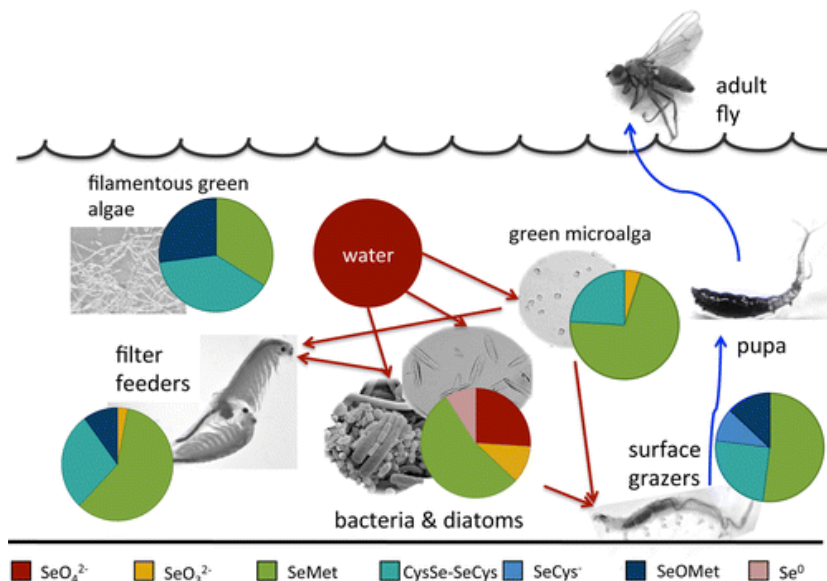 adult
fly
filamentous green
algae
water
green microalga
filter
feeders
pupa
surface
grazers
bacteria & diatoms
SeO₄²⁻
SeO₃²⁻
SeMet
CysSe-SeCys
SeCys⁻
SeOMet
Se⁰